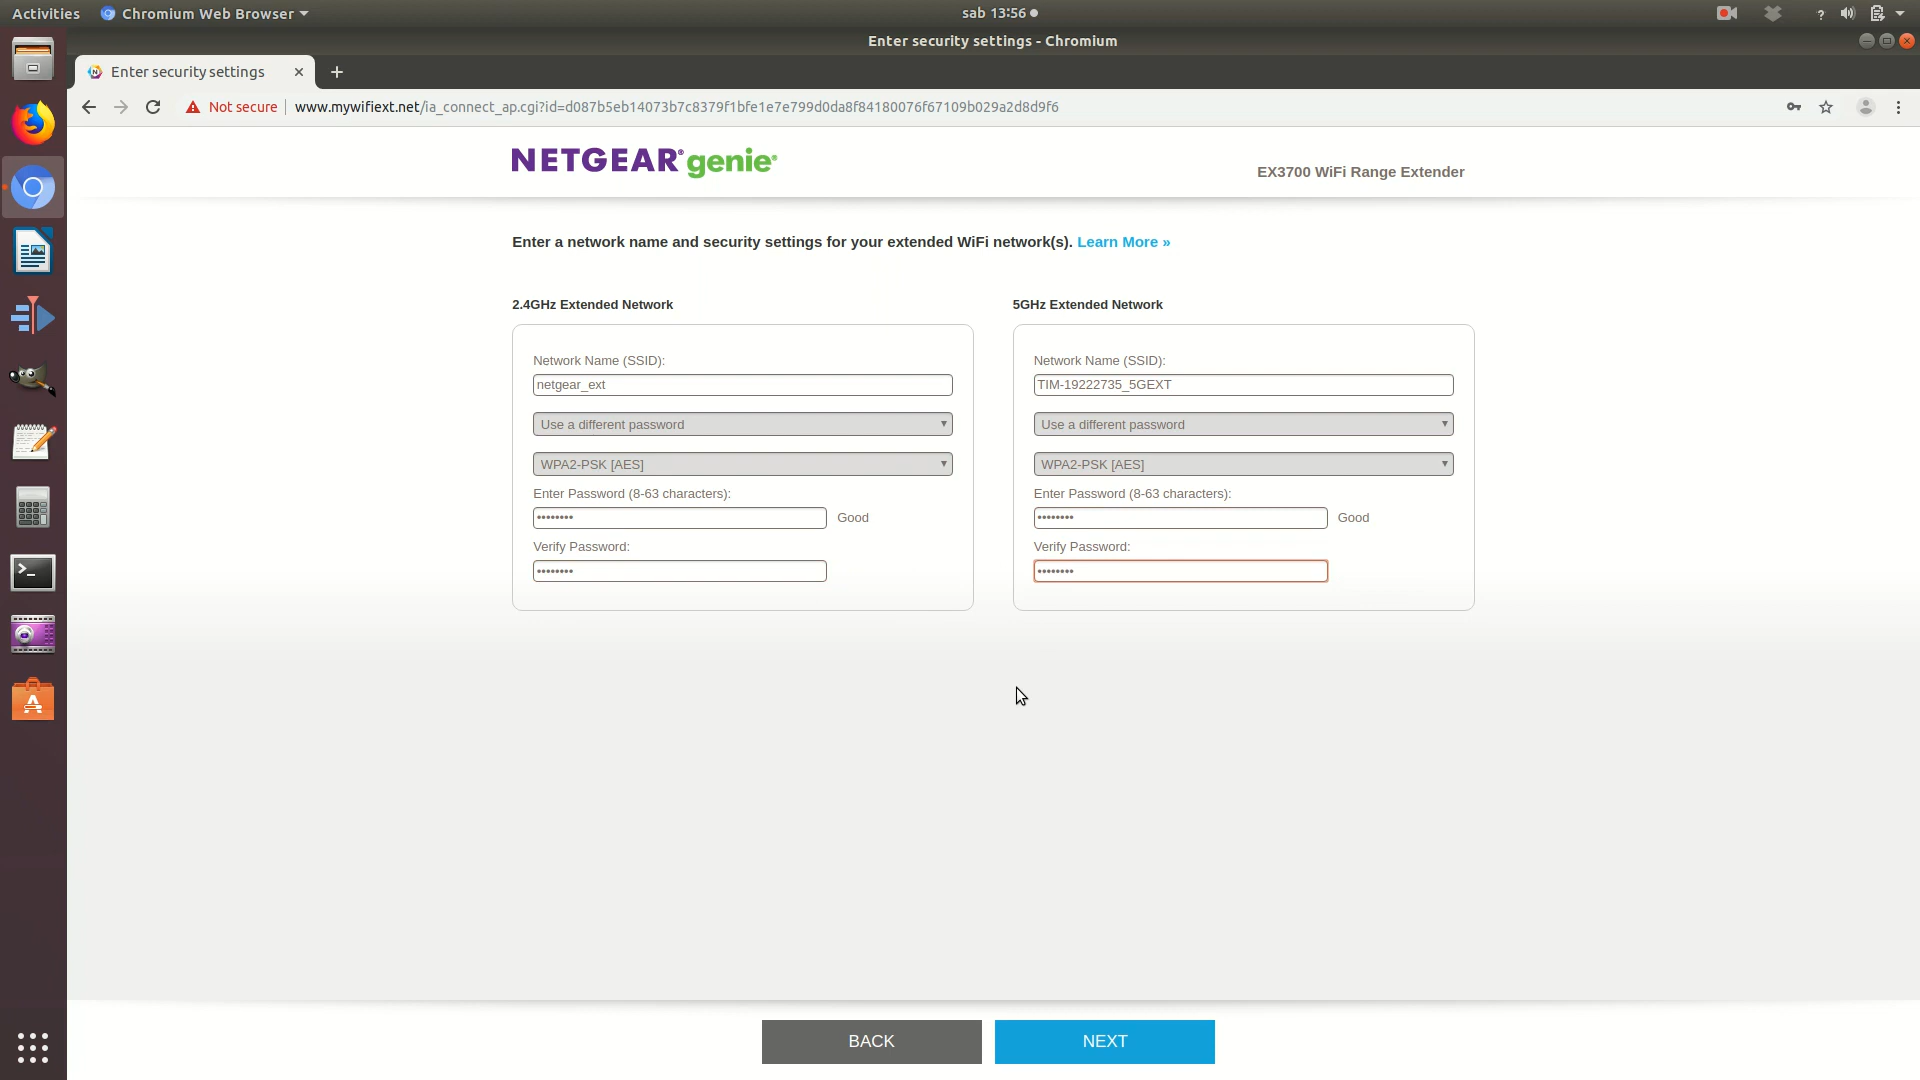 Activities
Chromium Web Browser
sab 13:56
?
Enter security settings - Chromium
Enter security settings
Not secure
www.mywifiext.net/ia_connect_ap.cgi?id=d087b5eb14073b7c8379f1bfe1e7e799d0da8f84180076f67109b029a2d8d9f6
NETGEAR® genie®
EX3700 WiFi Range Extender
Enter a network name and security settings for your extended WiFi network(s). Learn More »
2.4GHz Extended Network
Network Name (SSID):
netgear_ext
Use a different password
WPA2-PSK [AES]
Enter Password (8-63 characters):
••••••••
Good
Verify Password:
••••••••
5GHz Extended Network
Network Name (SSID):
TIM-19222735_5GEXT
Use a different password
WPA2-PSK [AES]
Enter Password (8-63 characters):
••••••••
Good
Verify Password:
••••••••
BACK
NEXT